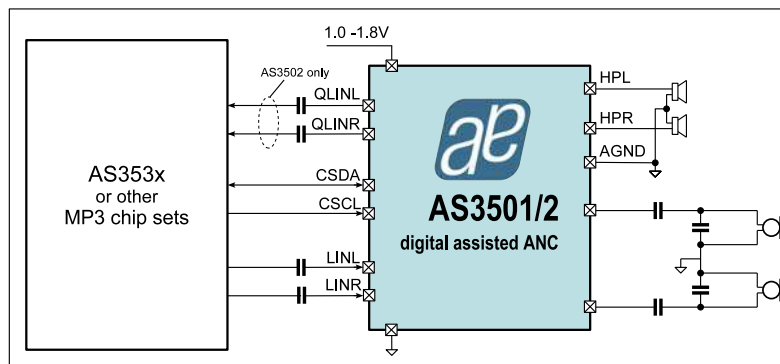 1.0 -1.8V
AS3502 only
QLINL
QLINR
CSDA
CSCL
LINL
LINR
AS353x
or other
MP3 chip sets
ae
AS3501/2
digital assisted ANC
HPL
HPR
AGND